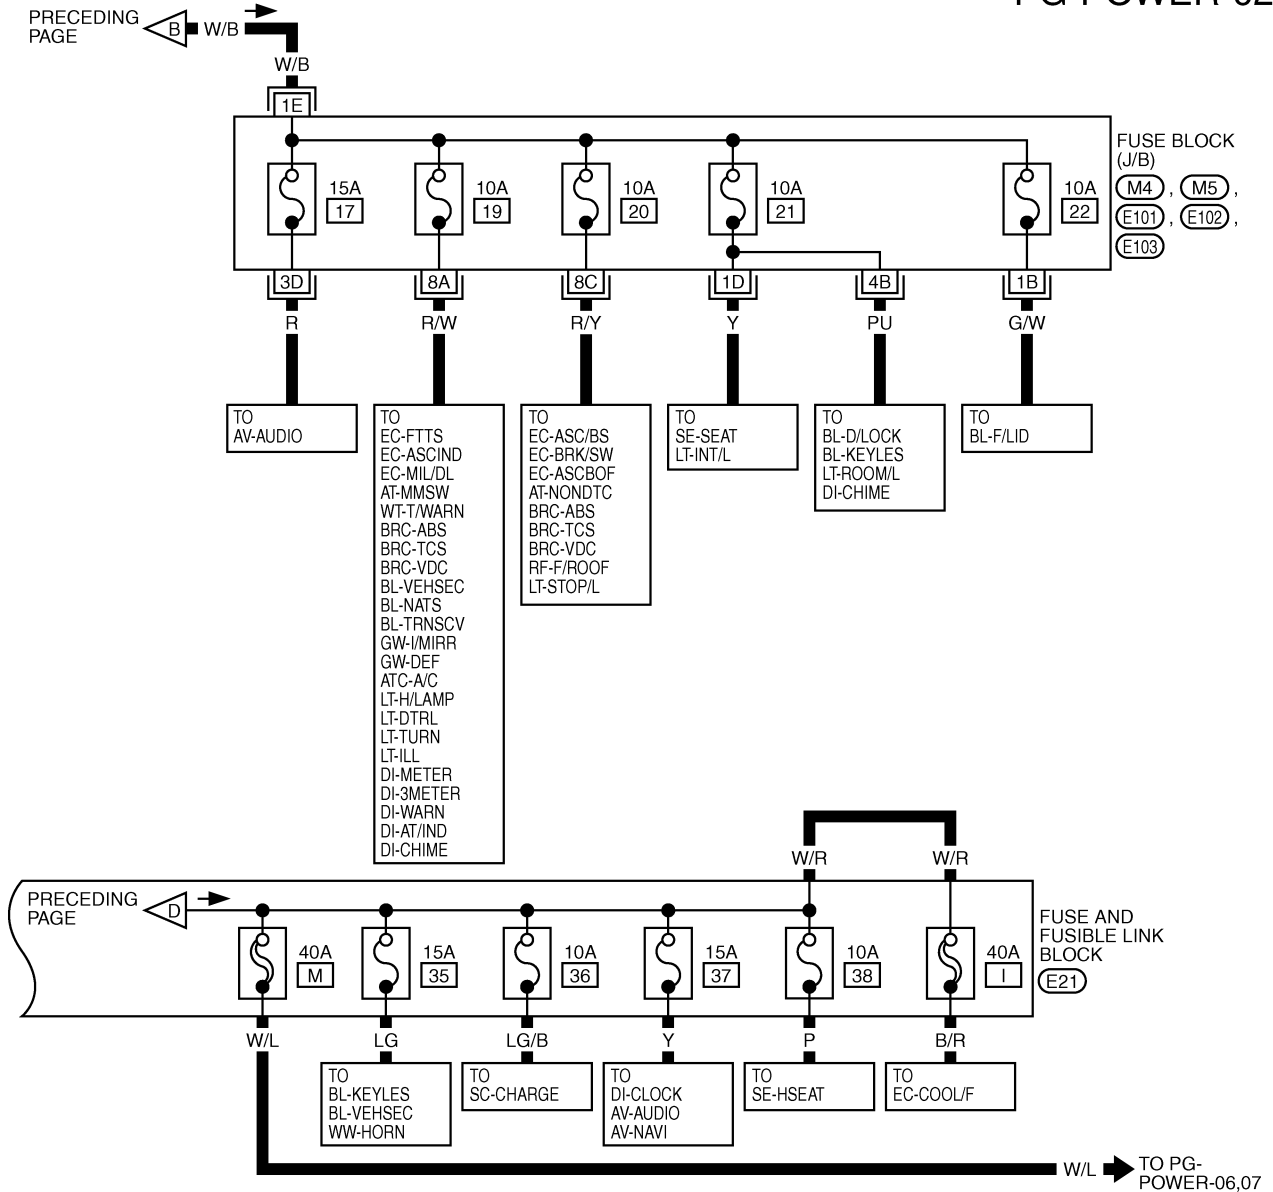 PG-POWER-02
PRECEDING
PAGE
B
W/B
W/B
1E
FUSE BLOCK
(J/B)
M4 , M5 ,
E101 , E102 ,
E103
15A
17
10A
19
10A
20
10A
21
10A
22
3D
8A
8C
1D
4B
1B
R
R/W
R/Y
Y
PU
G/W
TO
AV-AUDIO
TO
EC-FTTS
EC-ASCIND
EC-MIL/DL
AT-MMSW
WT-T/WARN
BRC-ABS
BRC-TCS
BRC-VDC
BL-VEHSEC
BL-NATS
BL-TRNSCV
GW-I/MIRR
GW-DEF
ATC-A/C
LT-H/LAMP
LT-DTRL
LT-TURN
LT-ILL
DI-METER
DI-3METER
DI-WARN
DI-AT/IND
DI-CHIME
TO
EC-ASC/BS
EC-BRK/SW
EC-ASCBOF
AT-NONDTC
BRC-ABS
BRC-TCS
BRC-VDC
RF-F/ROOF
LT-STOP/L
TO
SE-SEAT
LT-INT/L
TO
BL-D/LOCK
BL-KEYLES
LT-ROOM/L
DI-CHIME
TO
BL-F/LID
W/R
W/R
PRECEDING
PAGE
D
40A
M
15A
35
10A
36
15A
37
10A
38
40A
I
FUSE AND
FUSIBLE LINK
BLOCK
E21
W/L
LG
LG/B
Y
P
B/R
TO
BL-KEYLES
BL-VEHSEC
WW-HORN
TO
SC-CHARGE
TO
DI-CLOCK
AV-AUDIO
AV-NAVI
TO
SE-HSEAT
TO
EC-COOL/F
W/L
TO PG-
POWER-06,07